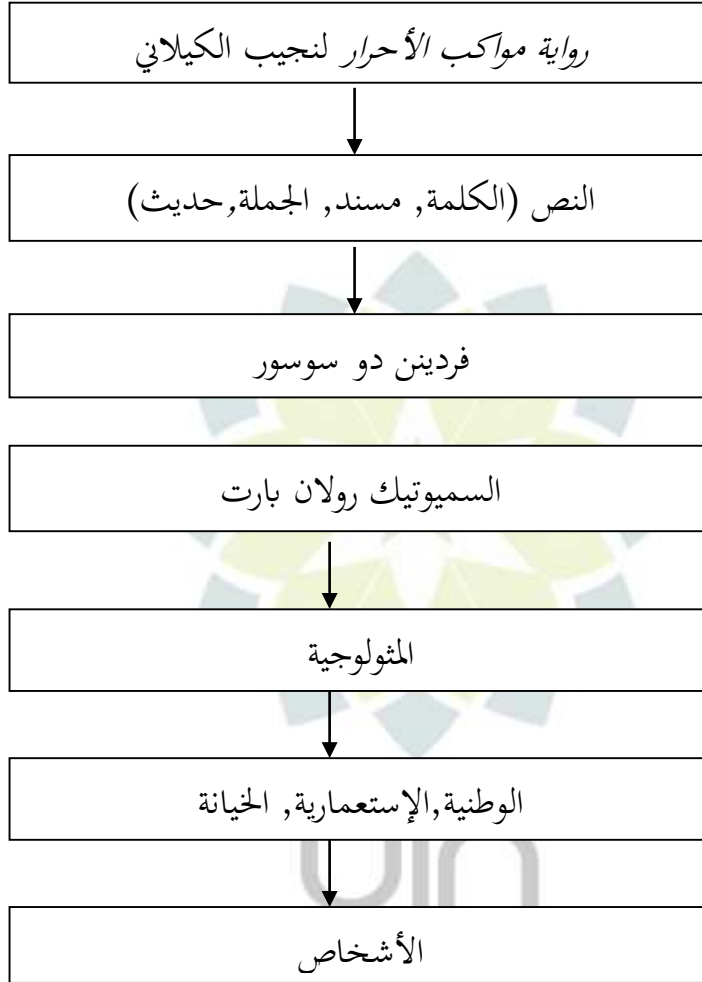 رواية مواكب الأحرار لنجيب الكيلاني
النص (الكلمة, مسند, الجملة,حديث)
فردينن دو سوسور
السميوتيك رولان بارت
المثولوجية
الوطنية,الإستعمارية, الخيانة
الأشخاص
uin